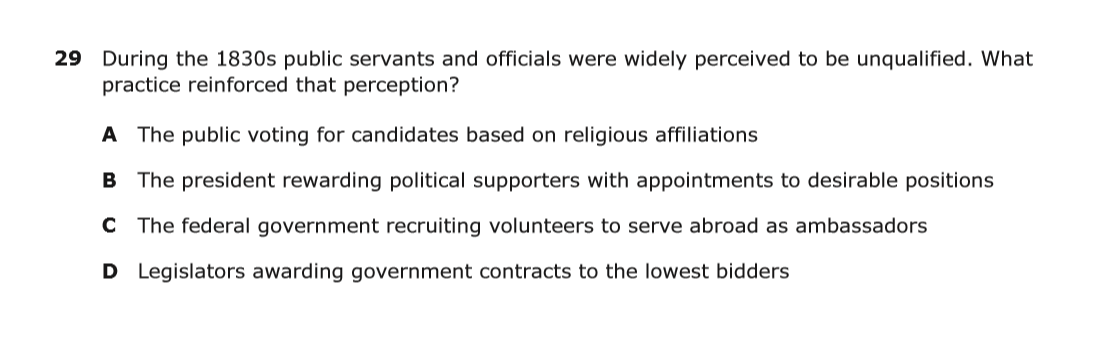 29 During the 1830s public servants and officials were widely perceived to be unqualified. What
practice reinforced that perception?
A The public voting for candidates based on religious affiliations
B The president rewarding political supporters with appointments to desirable positions
C The federal government recruiting volunteers to serve abroad as ambassadors
D Legislators awarding government contracts to the lowest bidders